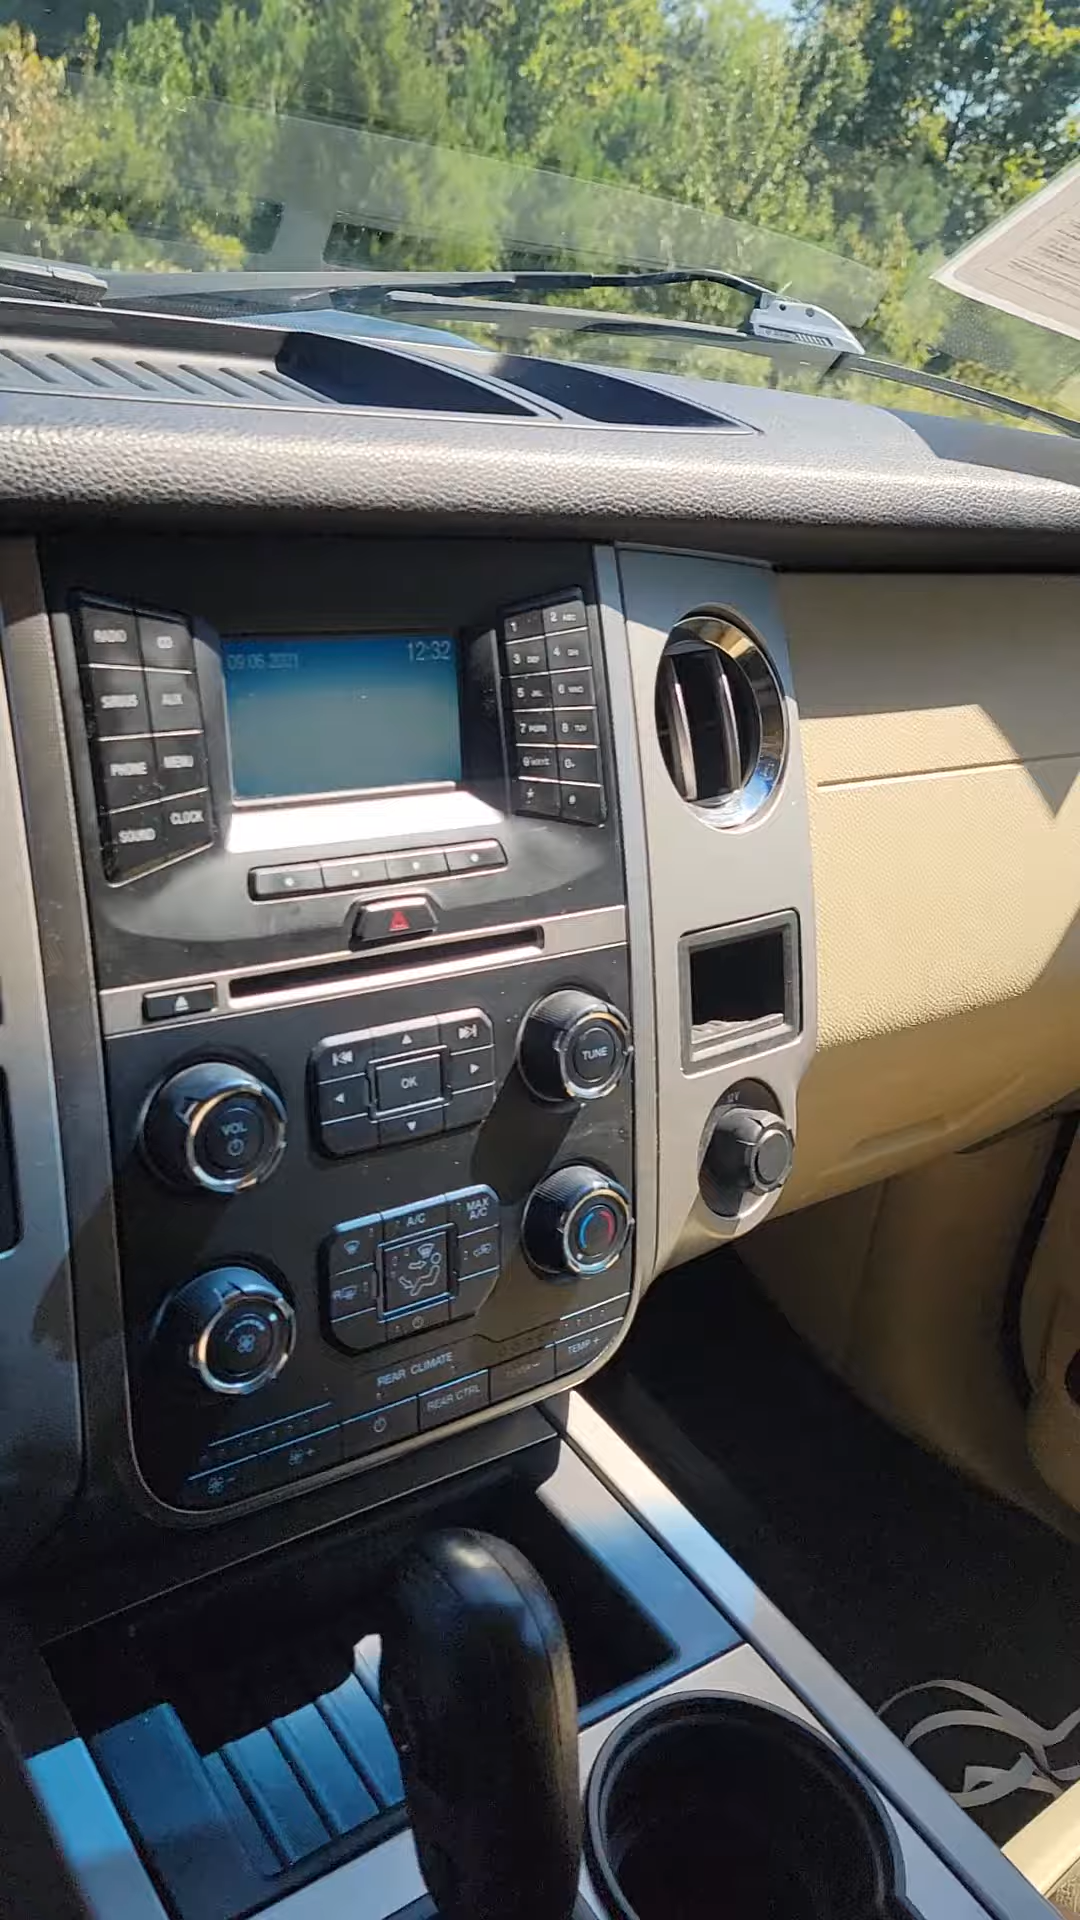 09.06.2021 12:32
RADIO CD
SIRIUS AUX
PHONE MENU
SOUND CLOCK
1 2 ABC
3 DEF 4 GHI
5 JKL 6 MNO
7 PQRS 8 TUV
9 WXYZ 0
* #
TUNE
OK
VOL
12V
A/C
MAX
A/C
R
REAR CLIMATE
REAR CTRL
TEMP -
TEMP +